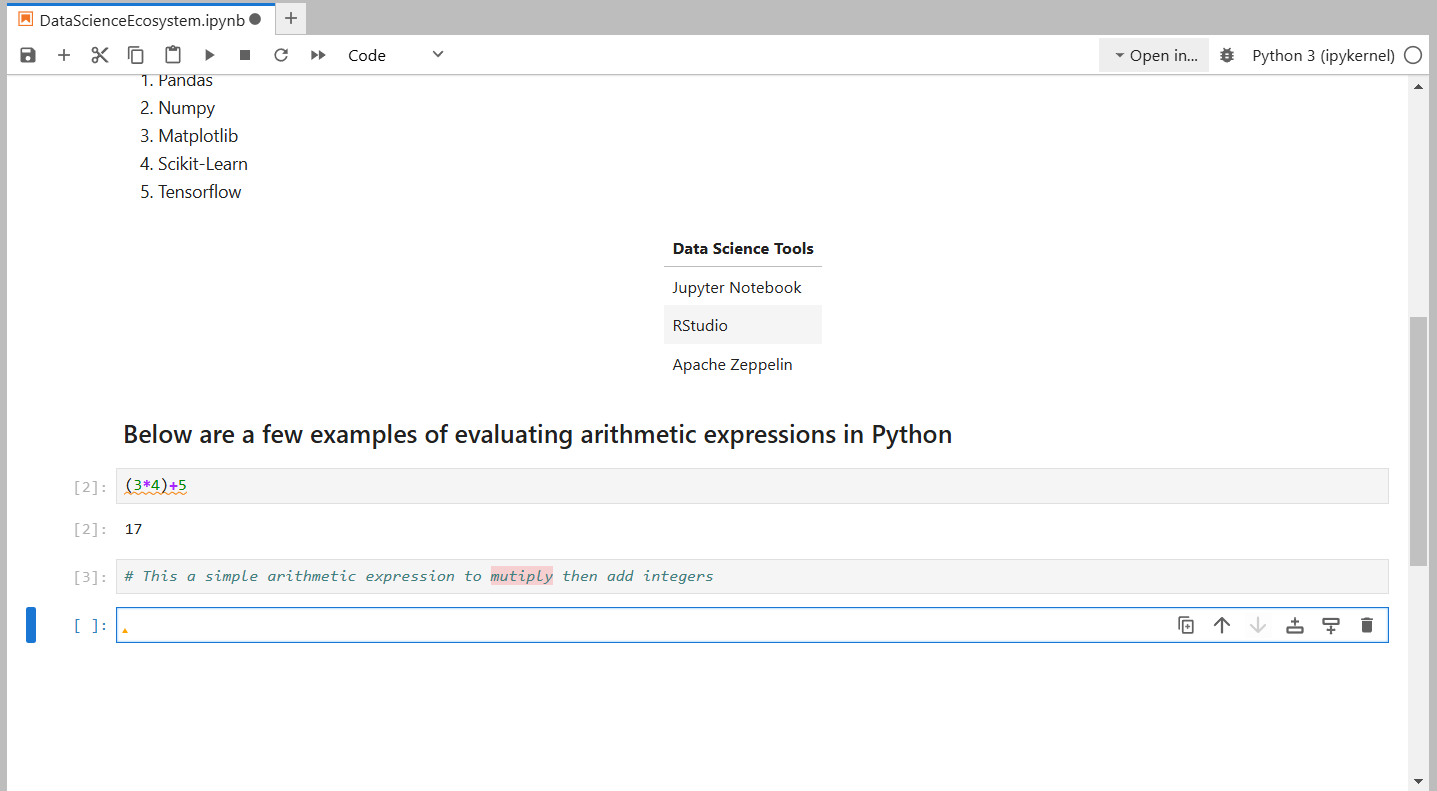 DataScienceEcosystem.ipynb
Code
Open in...
Python 3 (ipykernel)
1. Pandas
2. Numpy
3. Matplotlib
4. Scikit-Learn
5. Tensorflow
Data Science Tools
Jupyter Notebook
RStudio
Apache Zeppelin
Below are a few examples of evaluating arithmetic expressions in Python
[2]: (3*4)+5
[2]: 17
[3]: # This a simple arithmetic expression to mutiply then add integers
[ ]: